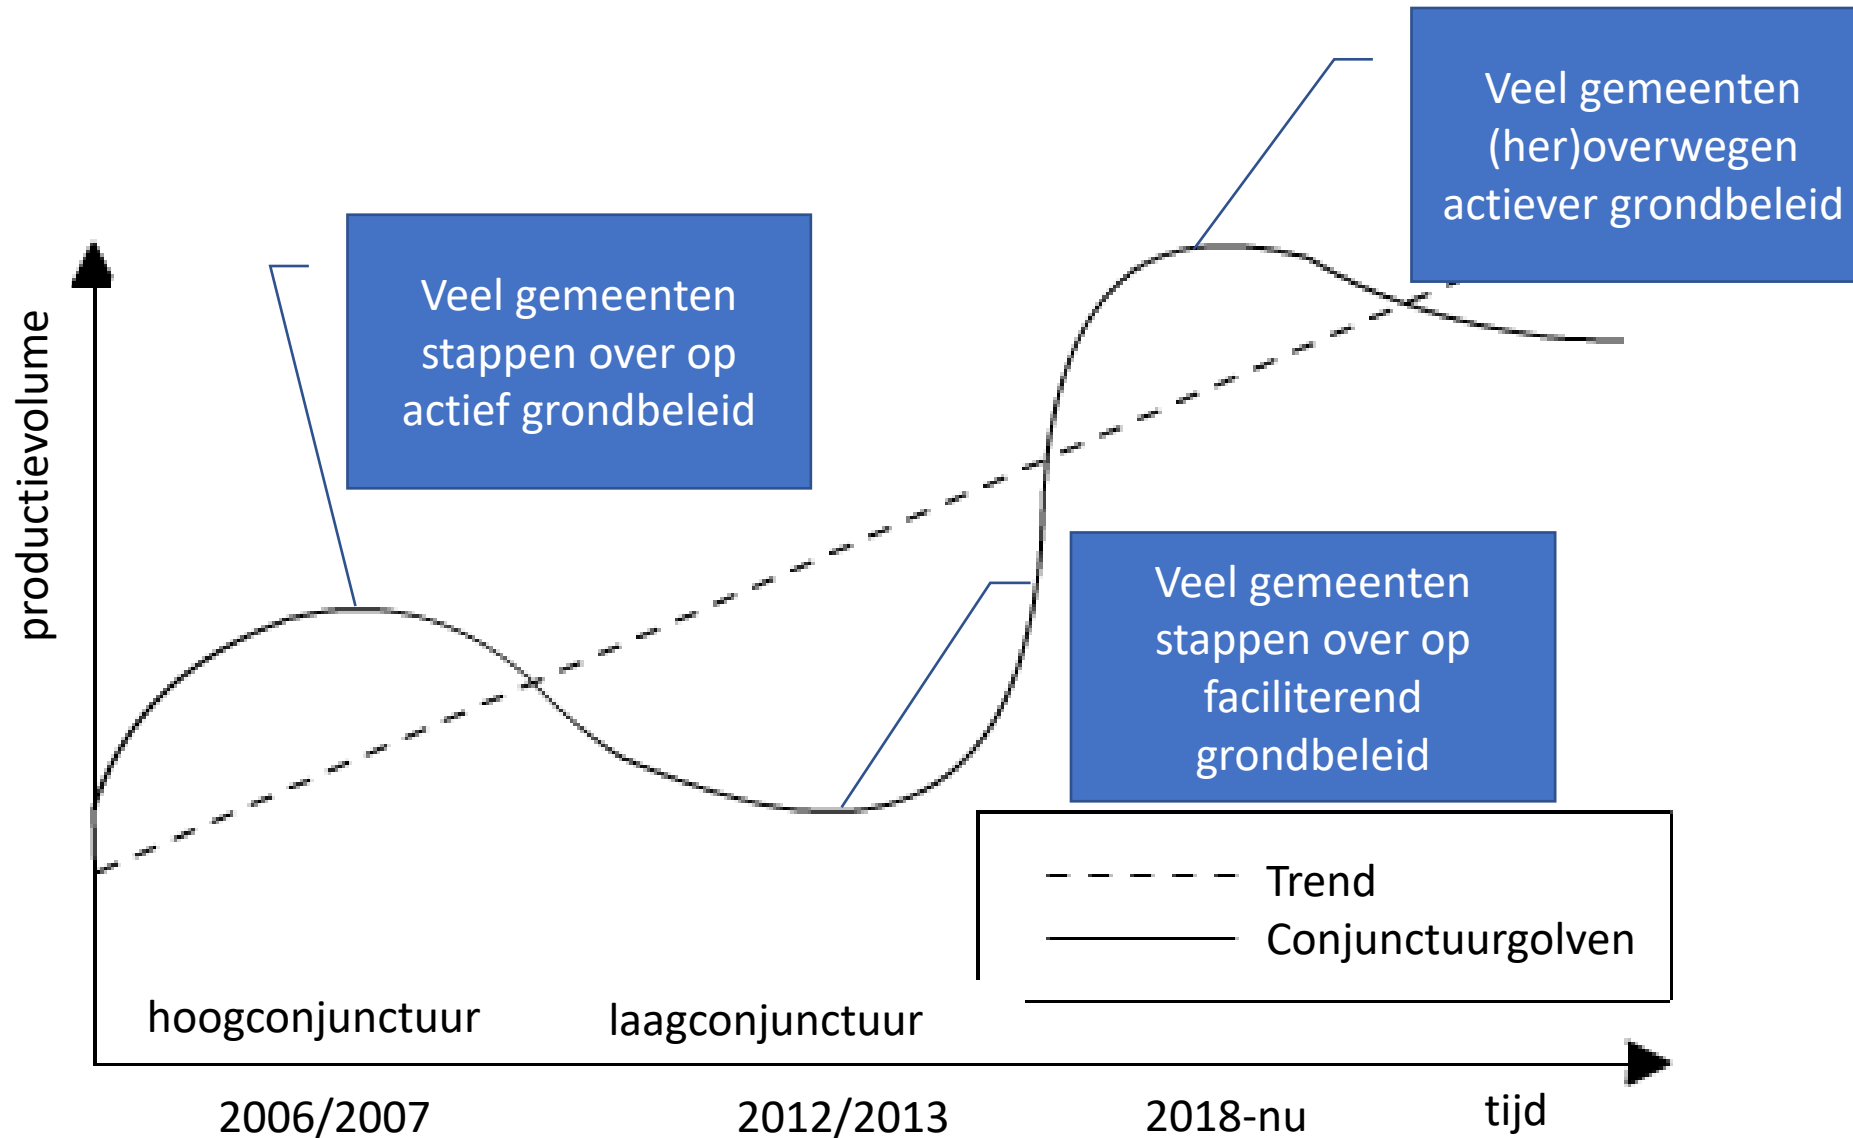 Veel gemeenten
(her)overwegen
actiever grondbeleid
Veel gemeenten
stappen over op
actief grondbeleid
productievolume
Veel gemeenten
stappen over op
faciliterend
grondbeleid
Trend
Conjunctuurgolven
hoogconjunctuur
laagconjunctuur
2006/2007
2012/2013
2018-nu
tijd